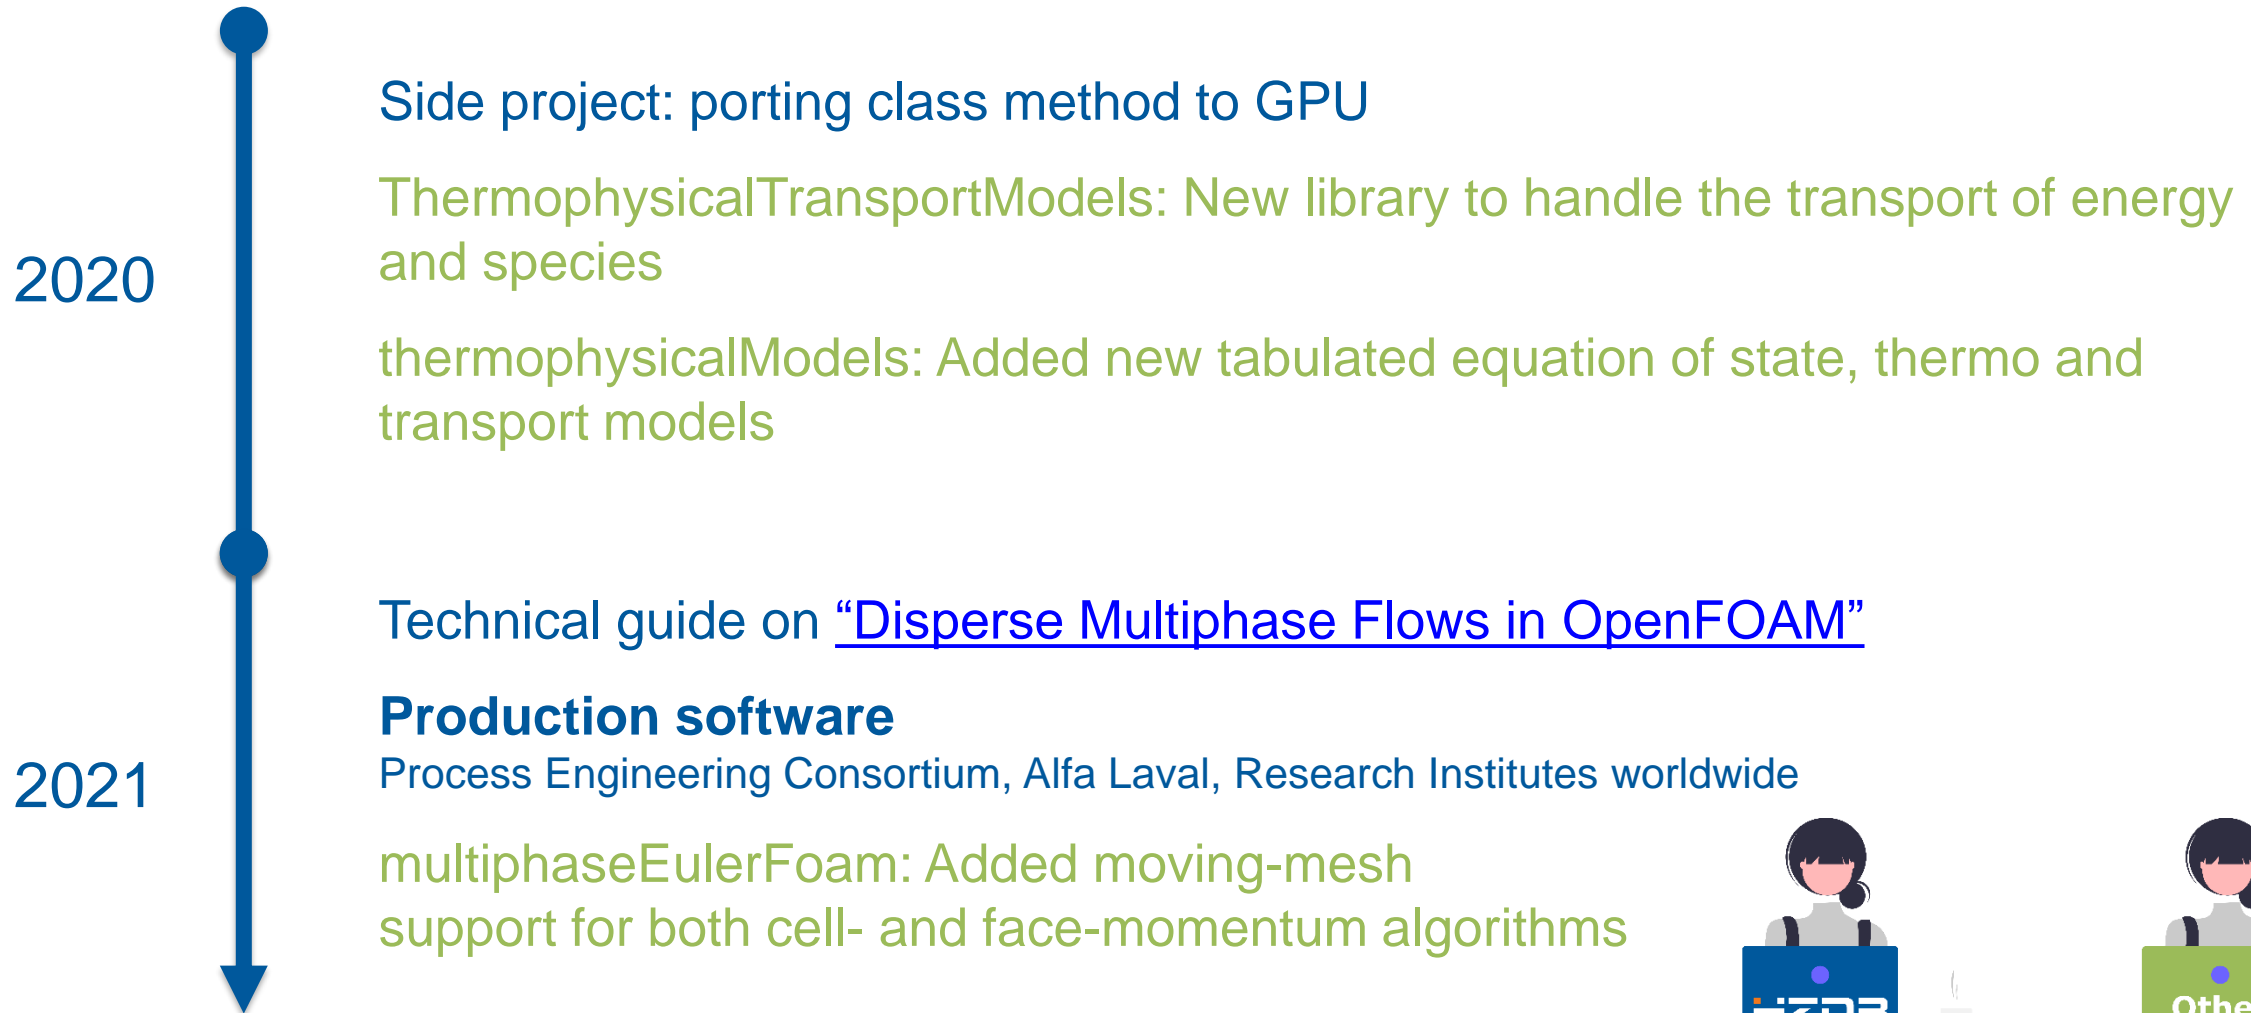 Side project: porting class method to GPU
ThermophysicalTransportModels: New library to handle the transport of energy
and species
2020
thermophysicalModels: Added new tabulated equation of state, thermo and
transport models
Technical guide on “Disperse Multiphase Flows in OpenFOAM”
Production software
2021
Process Engineering Consortium, Alfa Laval, Research Institutes worldwide
multiphaseEulerFoam: Added moving-mesh
support for both cell- and face-momentum algorithms